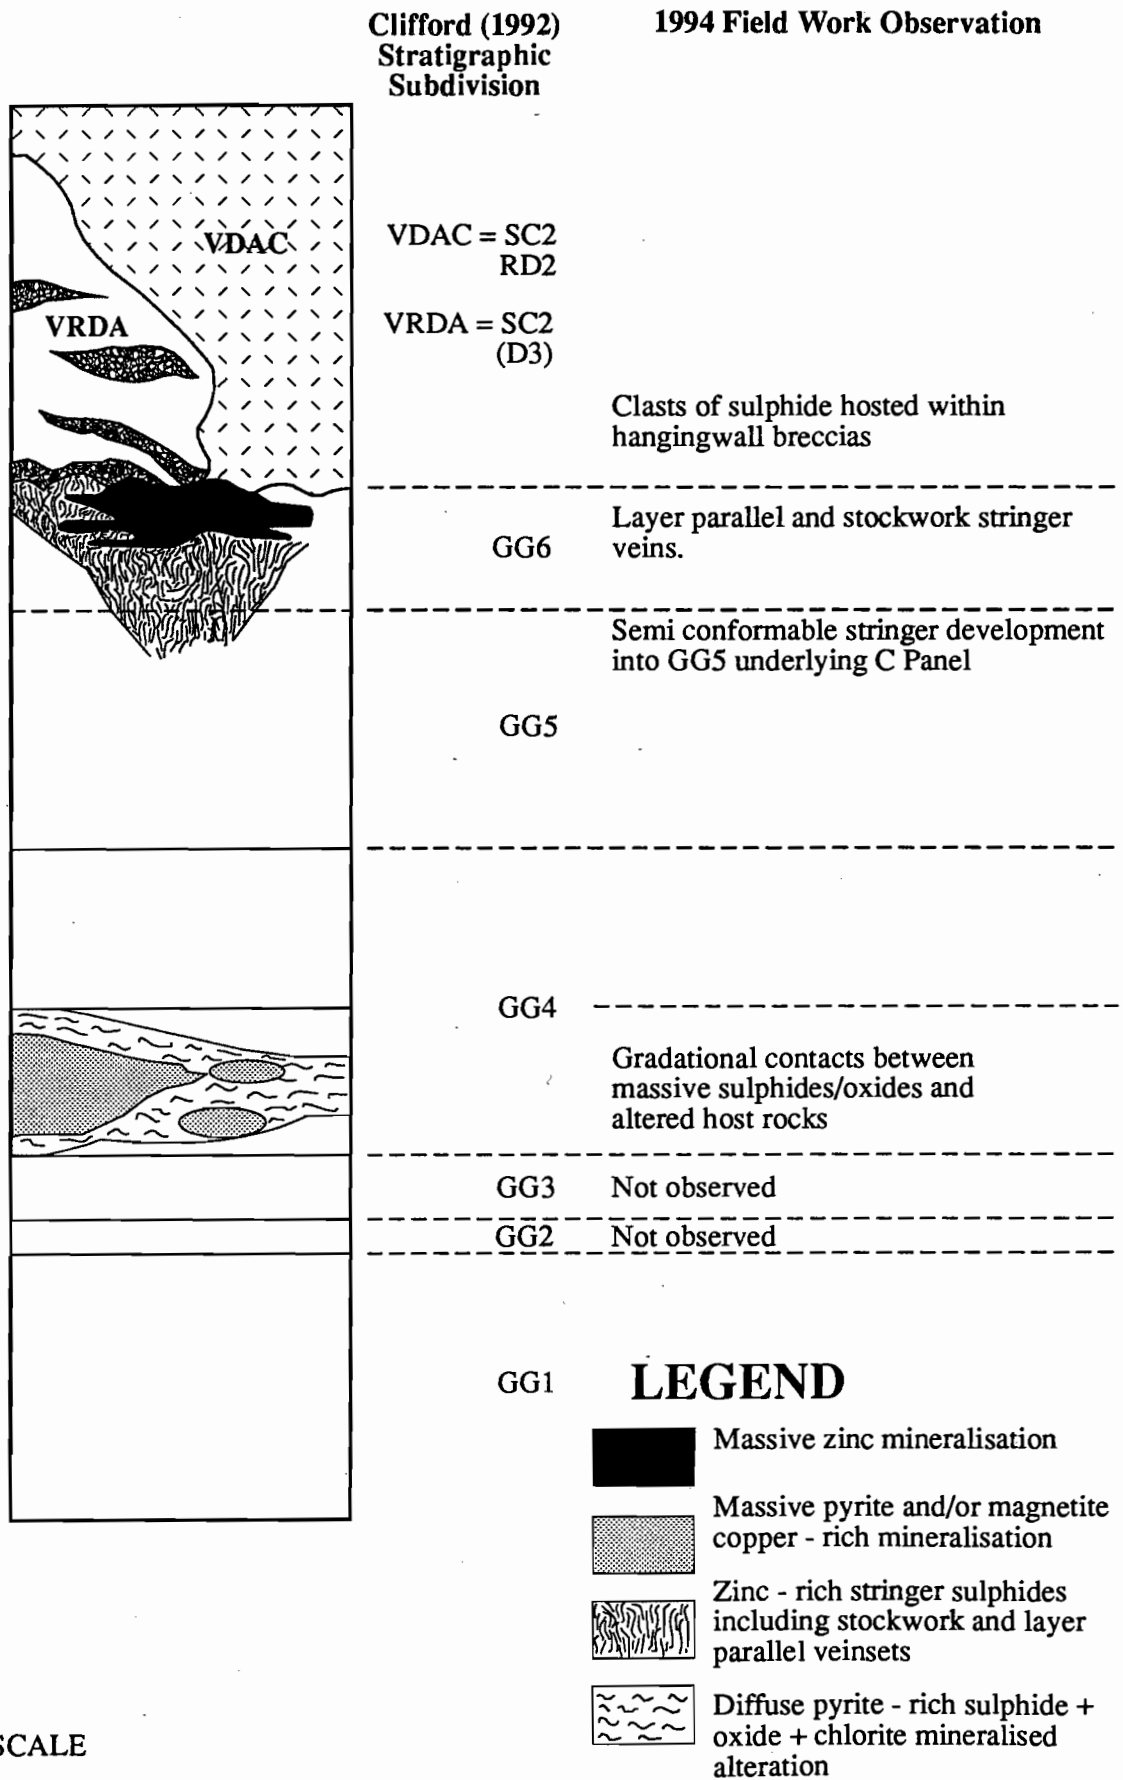 Clifford (1992)
Stratigraphic
Subdivision
1994 Field Work Observation
VDAC
VDAC = SC2
RD2
VRDA
VRDA = SC2
(D3)
Clasts of sulphide hosted within
hangingwall breccias
GG6
Layer parallel and stockwork stringer
veins.
Semi conformable stringer development
into GG5 underlying C Panel
GG5
GG4
Gradational contacts between
massive sulphides/oxides and
altered host rocks
GG3
Not observed
GG2
Not observed
GG1
LEGEND
Massive zinc mineralisation
Massive pyrite and/or magnetite
copper - rich mineralisation
Zinc - rich stringer sulphides
including stockwork and layer
parallel veinsets
Diffuse pyrite - rich sulphide +
oxide + chlorite mineralised
alteration
SCALE